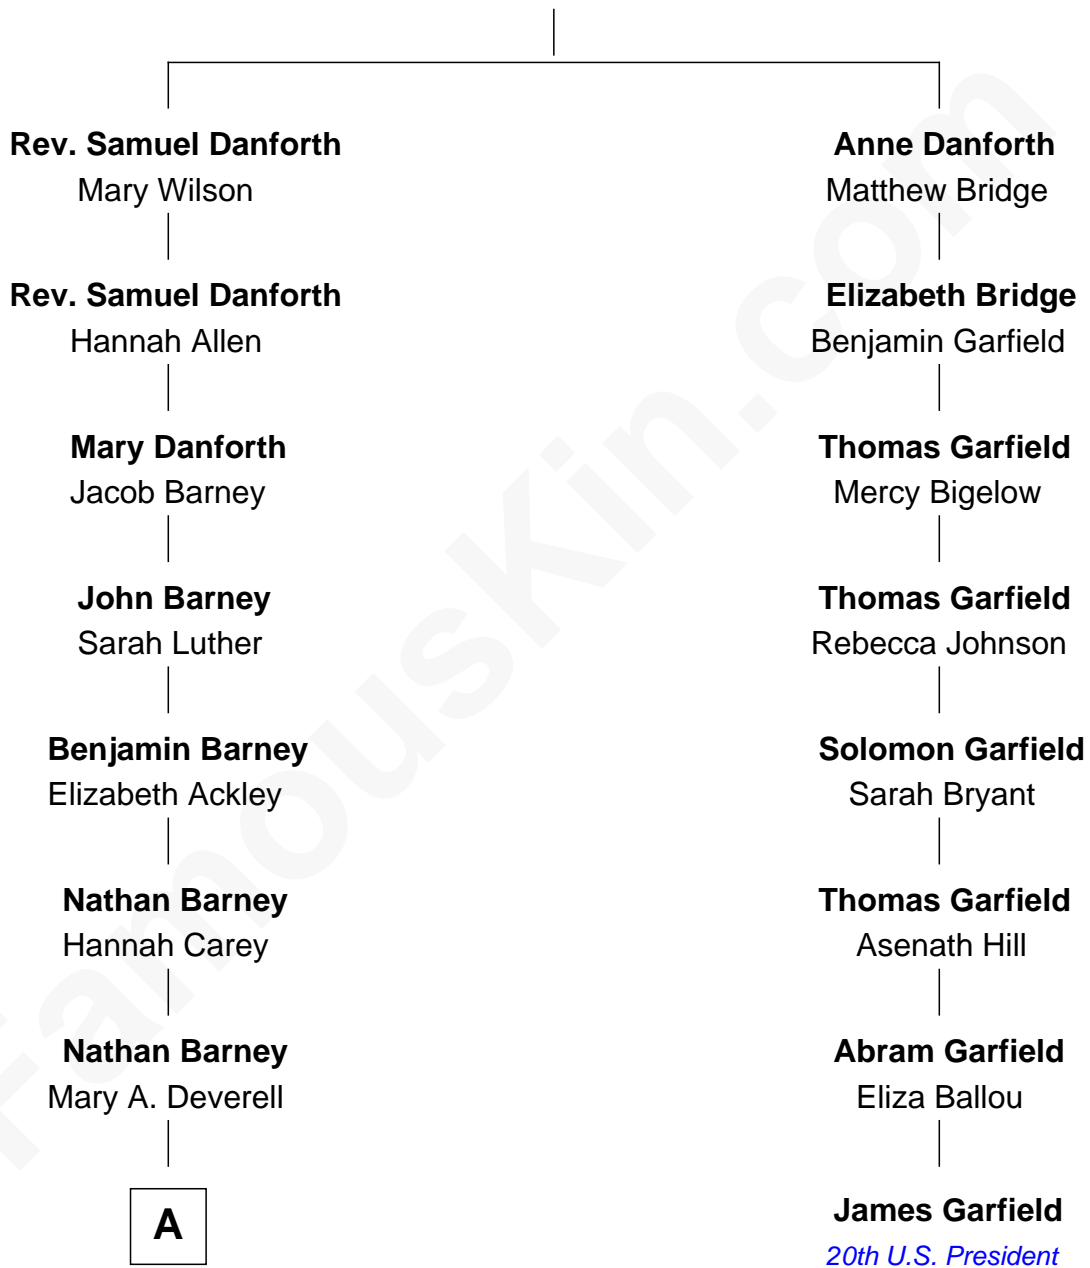 Rev. Samuel Danforth
Mary Wilson
Anne Danforth
Matthew Bridge
Rev. Samuel Danforth
Hannah Allen
Elizabeth Bridge
Benjamin Garfield
Mary Danforth
Jacob Barney
Thomas Garfield
Mercy Bigelow
John Barney
Sarah Luther
Thomas Garfield
Rebecca Johnson
Benjamin Barney
Elizabeth Ackley
Solomon Garfield
Sarah Bryant
Nathan Barney
Hannah Carey
Thomas Garfield
Asenath Hill
Nathan Barney
Mary A. Deverell
Abram Garfield
Eliza Ballou
A
James Garfield
20th U.S. President
FamousKin.com